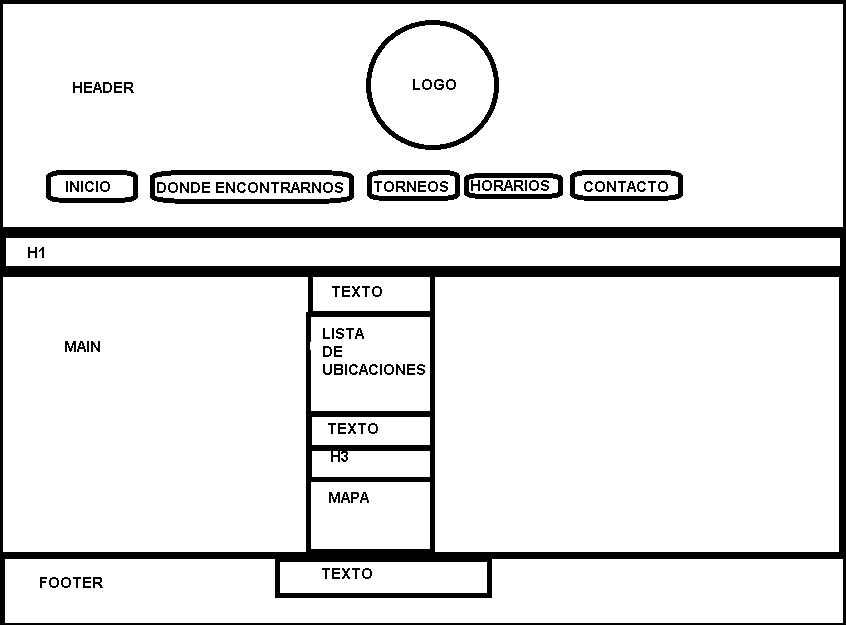 HEADER
LOGO
INICIO
DONDE ENCONTRARNOS
TORNEOS
HORARIOS
CONTACTO
H1
TEXTO
MAIN
LISTA
DE
UBICACIONES
TEXTO
H3
MAPA
TEXTO
FOOTER